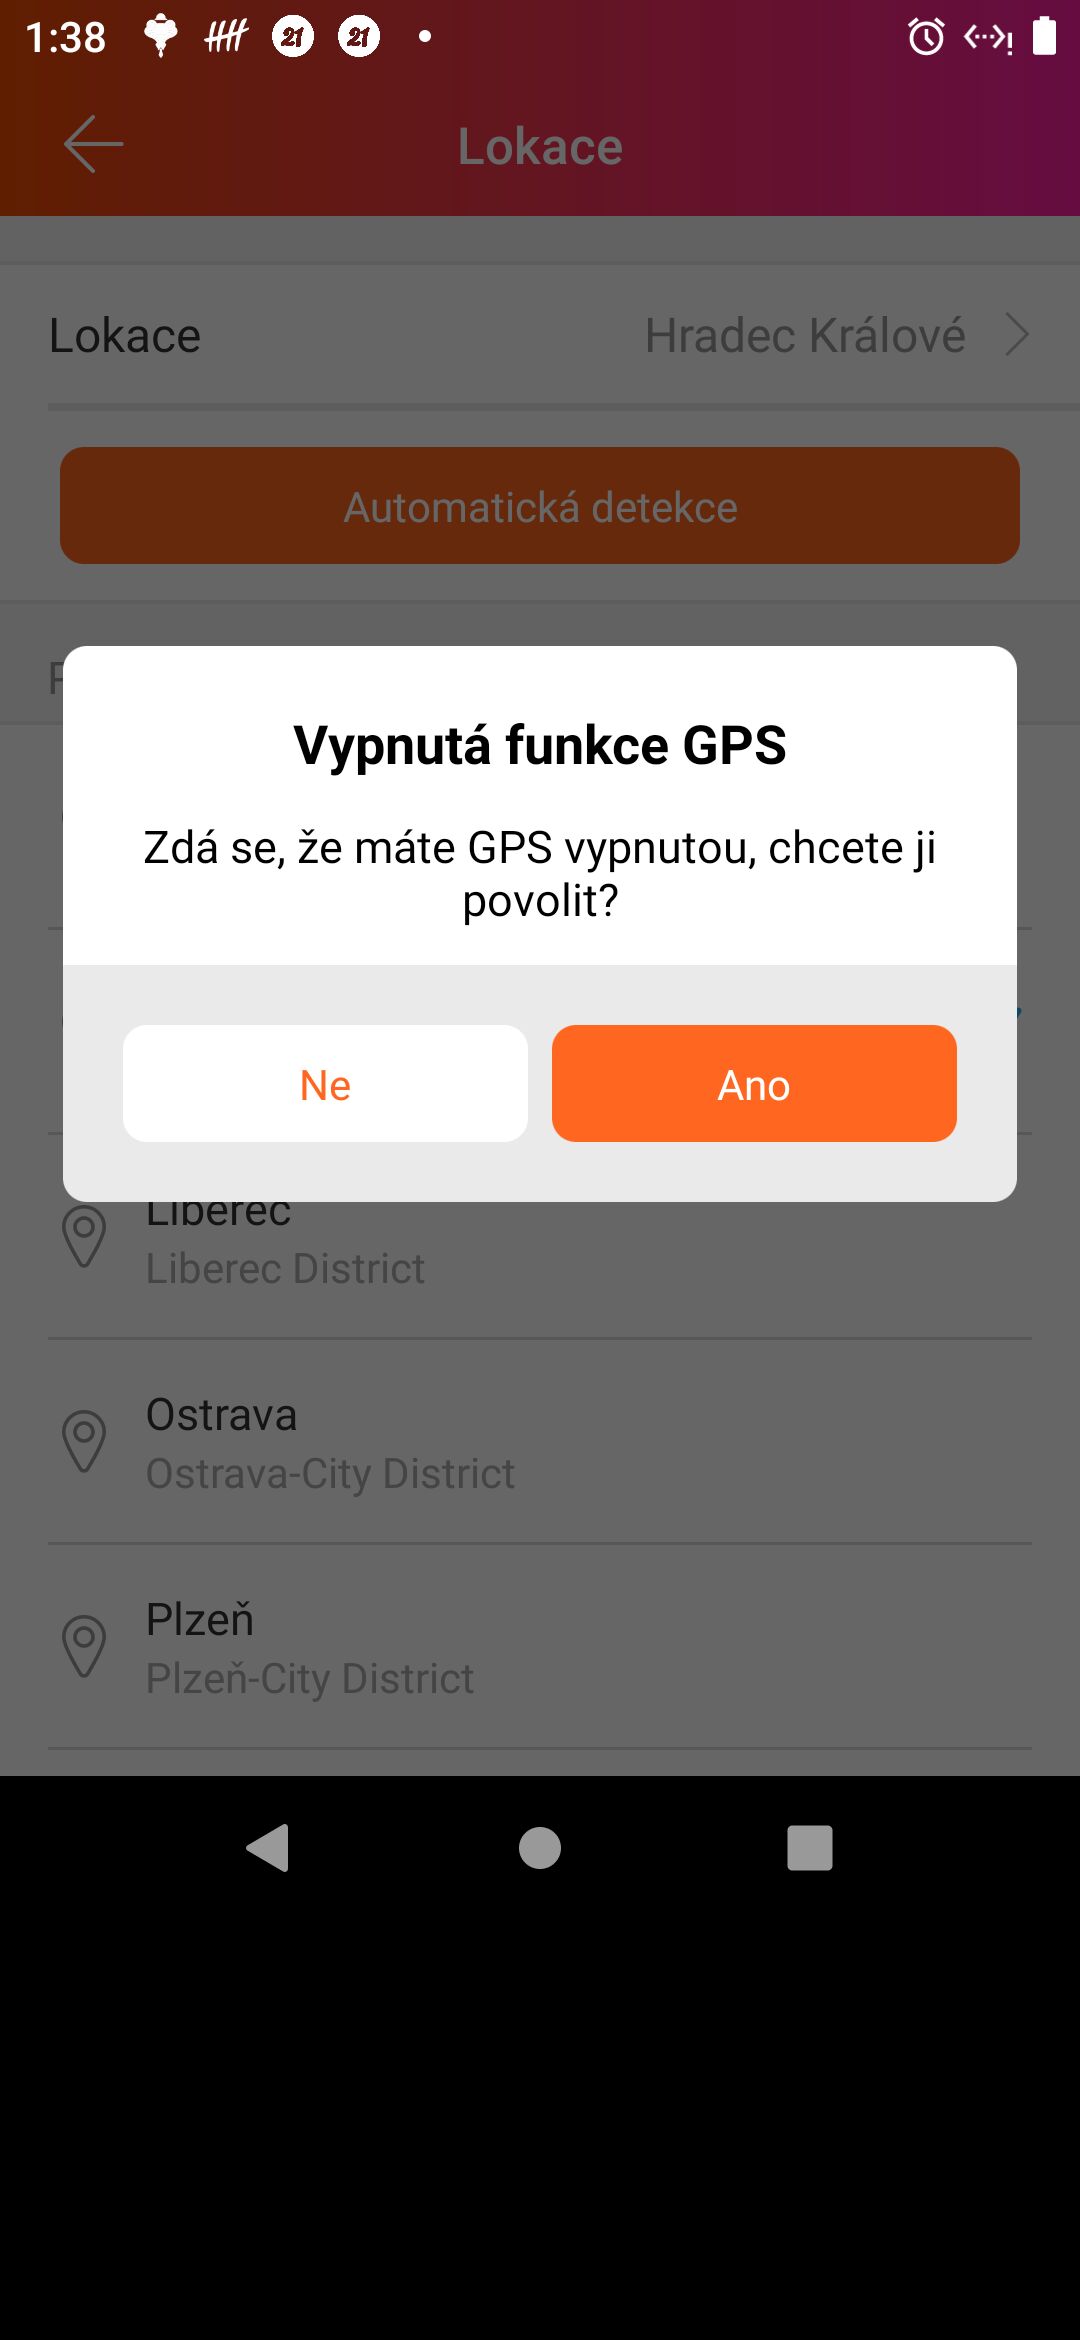 1:38
21
21
Lokace
Lokace
Hradec Králové
Automatická detekce
Vypnutá funkce GPS
Zdá se, že máte GPS vypnutou, chcete ji
povolit?
Ne
Ano
Liberec
Liberec District
Ostrava
Ostrava-City District
Plzeň
Plzeň-City District